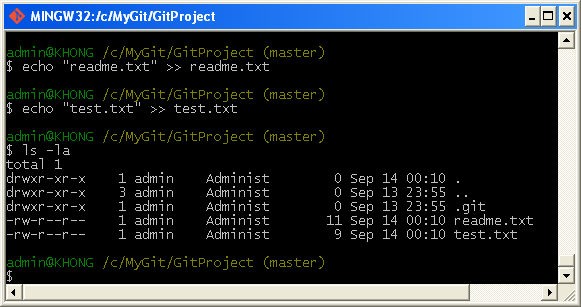 MINGW32:/c/MyGit/GitProject
admin@KHONG /c/MyGit/GitProject (master)
$ echo "readme.txt" >> readme.txt
admin@KHONG /c/MyGit/GitProject (master)
$ echo "test.txt" >> test.txt
admin@KHONG /c/MyGit/GitProject (master)
$ ls -la
total 1
drwxr-xr-x    1 admin    Administ        0 Sep 14 00:10 .
drwxr-xr-x    3 admin    Administ        0 Sep 13 23:55 ..
drwxr-xr-x    1 admin    Administ        0 Sep 13 23:55 .git
-rw-r--r--    1 admin    Administ       11 Sep 14 00:10 readme.txt
-rw-r--r--    1 admin    Administ        9 Sep 14 00:10 test.txt
admin@KHONG /c/MyGit/GitProject (master)
$